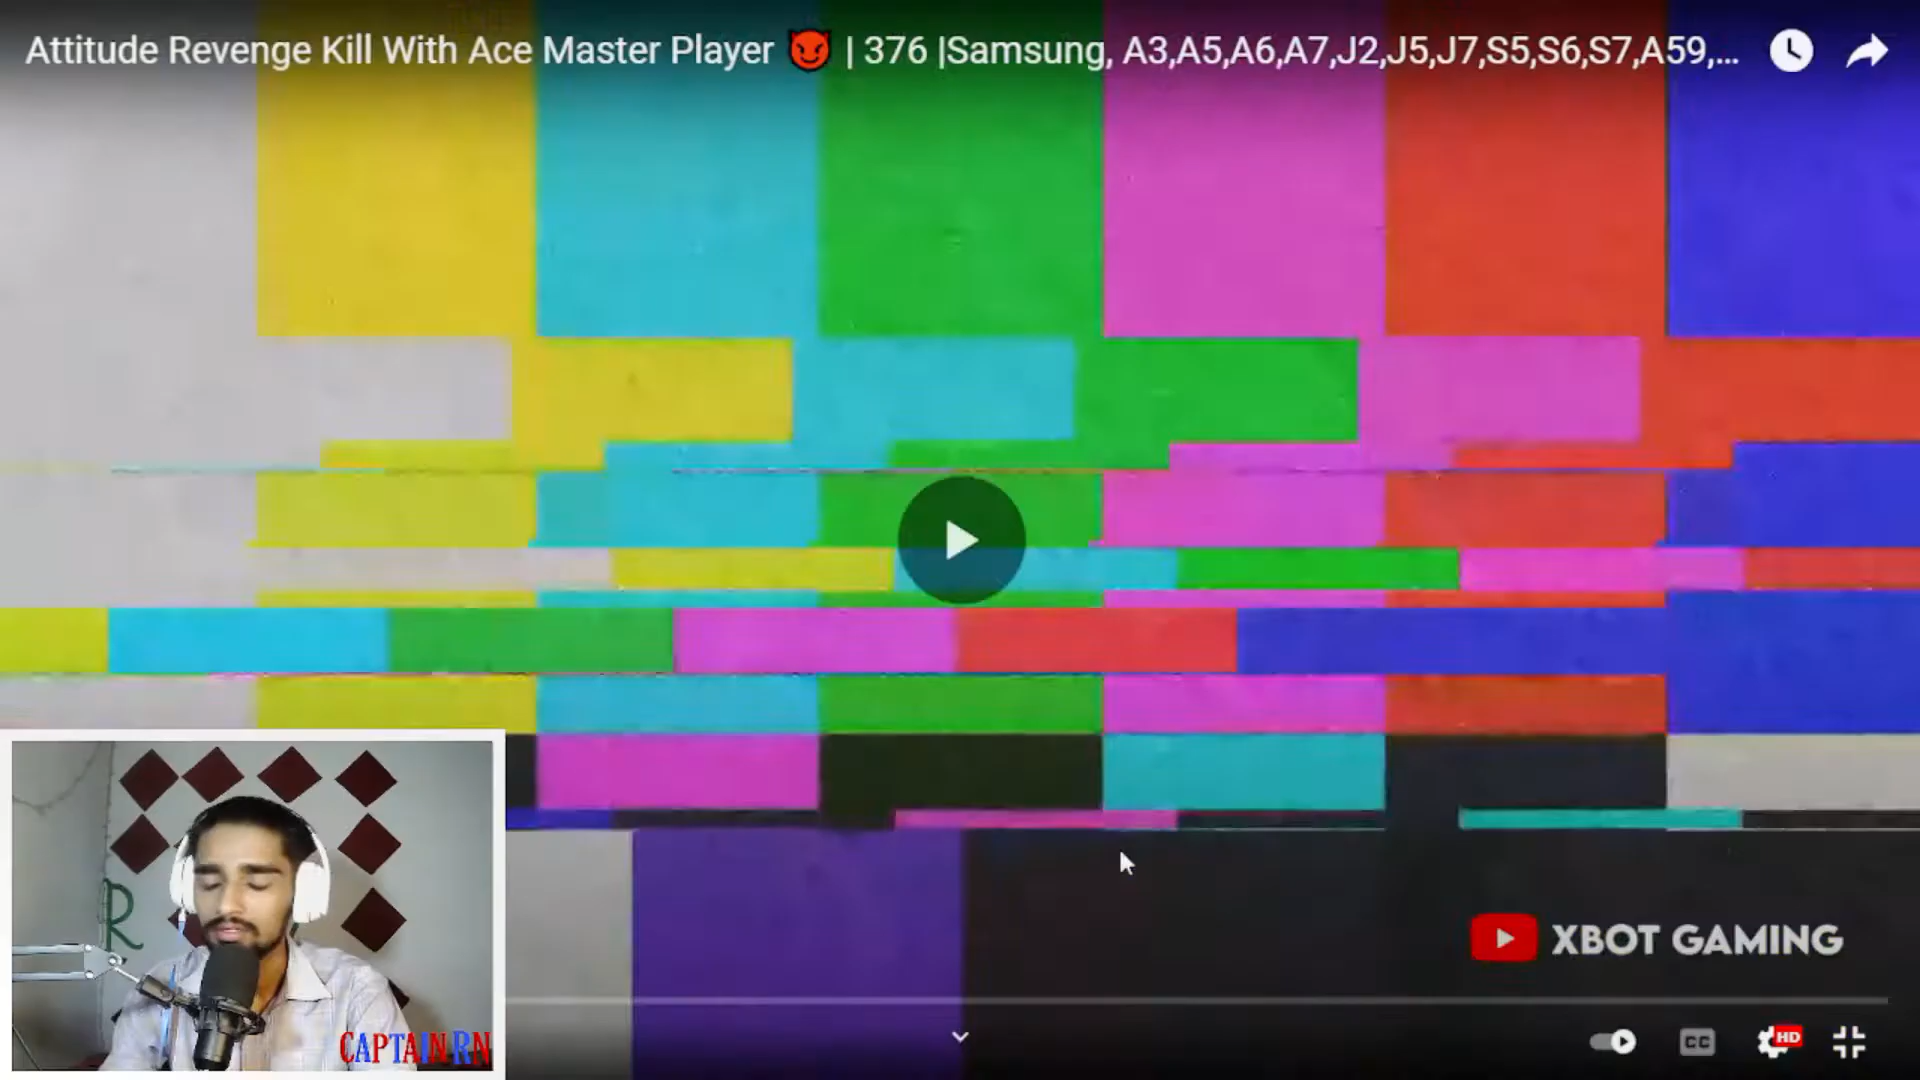 Attitude Revenge Kill With Ace Master Player 😈 | 376 |Samsung, A3,A5,A6,A7,J2,J5,J7,S5,S6,S7,A59,...
R
XBOT GAMING
CAPTAIN RN
CC
HD